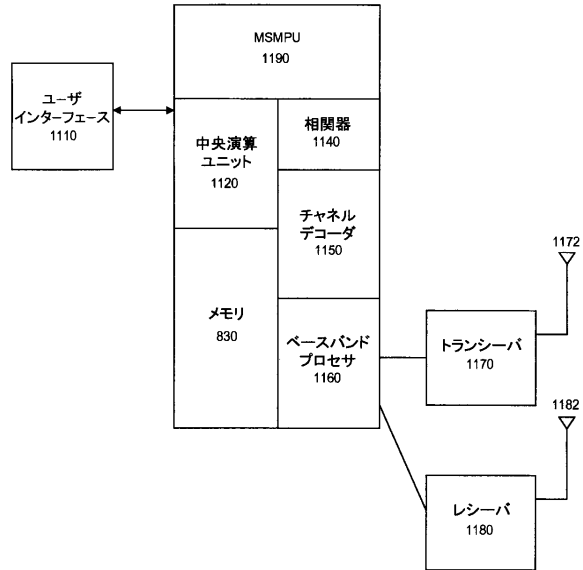 MSMPU
1190
ユーザ
インターフェース
1110
中央演算
ユニット
1120
相関器
1140
チャネル
デコーダ
1150
メモリ
830
ベースバンド
プロセサ
1160
1172
トランシーバ
1170
1182
レシーバ
1180